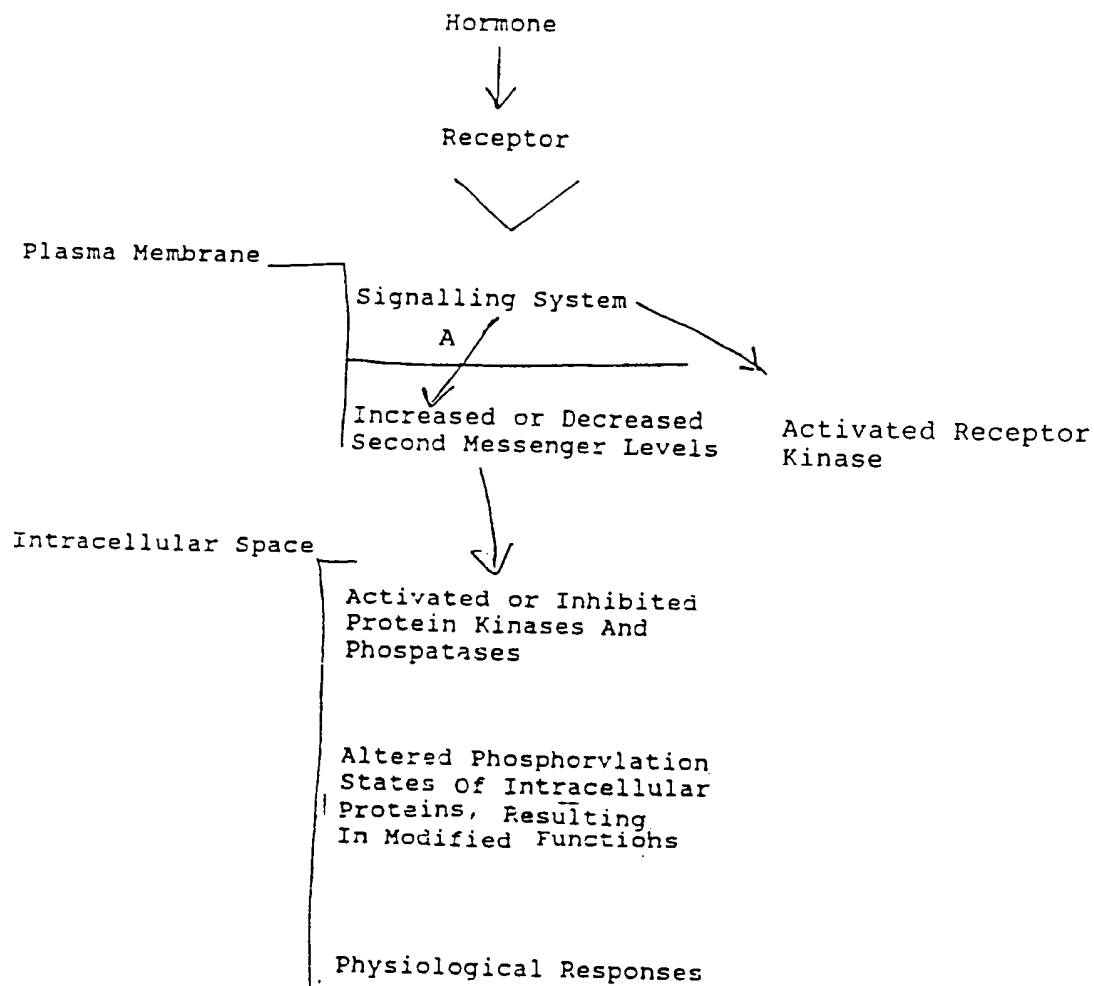 Hormone
Receptor
Plasma Membrane
Signalling System
A
Increased or Decreased
Second Messenger Levels
Activated Receptor
Kinase
Intracellular Space
Activated or Inhibited
Protein Kinases And
Phospatases
Altered Phosphorylation
States Of Intracellular
Proteins, Resulting
In Modified Functions
Physiological Responses